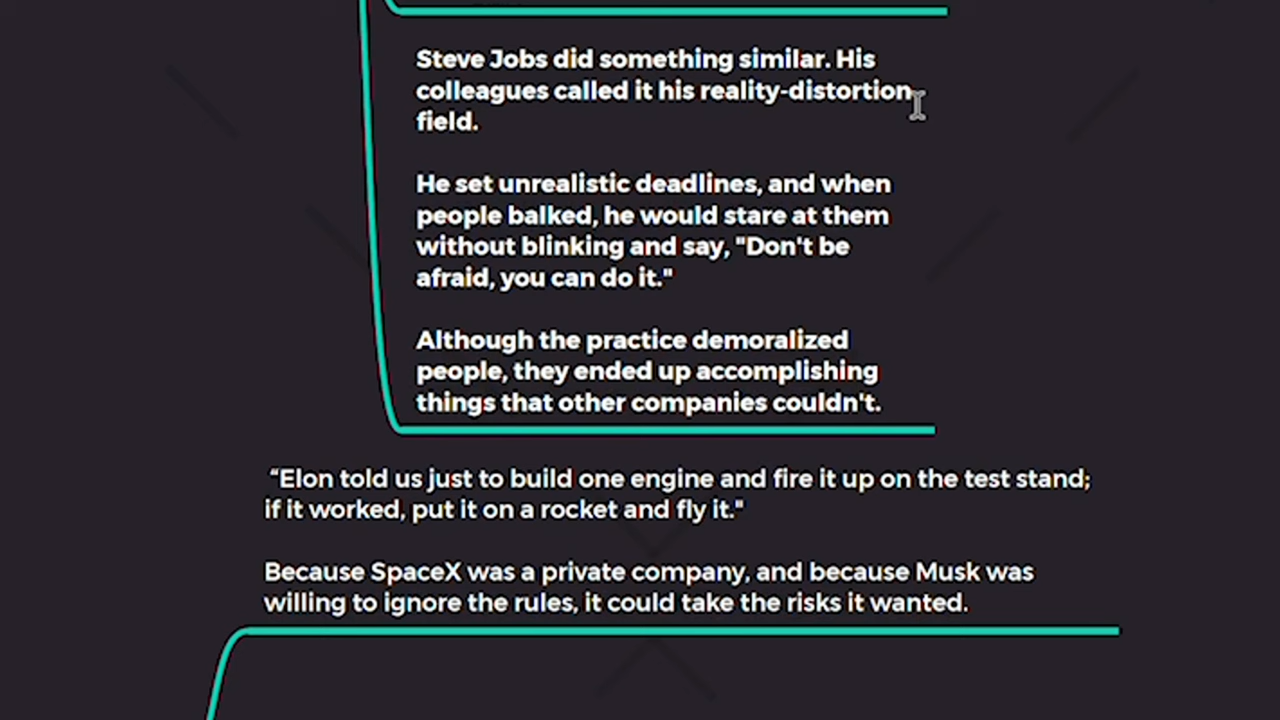 Steve Jobs did something similar. His
colleagues called it his reality-distortion
field.
He set unrealistic deadlines, and when
people balked, he would stare at them
without blinking and say, "Don't be
afraid, you can do it."
Although the practice demoralized
people, they ended up accomplishing
things that other companies couldn't.
“Elon told us just to build one engine and fire it up on the test stand;
if it worked, put it on a rocket and fly it."
Because SpaceX was a private company, and because Musk was
willing to ignore the rules, it could take the risks it wanted.